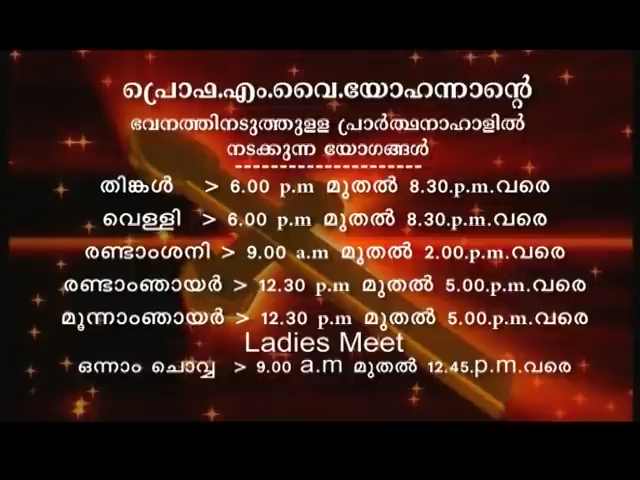 പ്രൊഫ.എം.വൈ.യോഹന്നാന്റെ
ഭവനത്തിനടുത്തുളള പ്രാർത്ഥനാഹാളിൽ
നടക്കുന്ന യോഗങ്ങൾ
--------------------
തിങ്കൾ > 6.00 p.m മുതൽ 8.30.p.m.വരെ
വെള്ളി > 6.00 p.m മുതൽ 8.30.p.m.വരെ
രണ്ടാംശനി > 9.00 a.m മുതൽ 2.00.p.m.വരെ
രണ്ടാംഞായർ > 12.30 p.m മുതൽ 5.00.p.m.വരെ
മൂന്നാംഞായർ > 12.30 p.m മുതൽ 5.00.p.m.വരെ
Ladies Meet
ഒന്നാം ചൊവ്വ > 9.00 a.m മുതൽ 12.45.p.m.വരെ